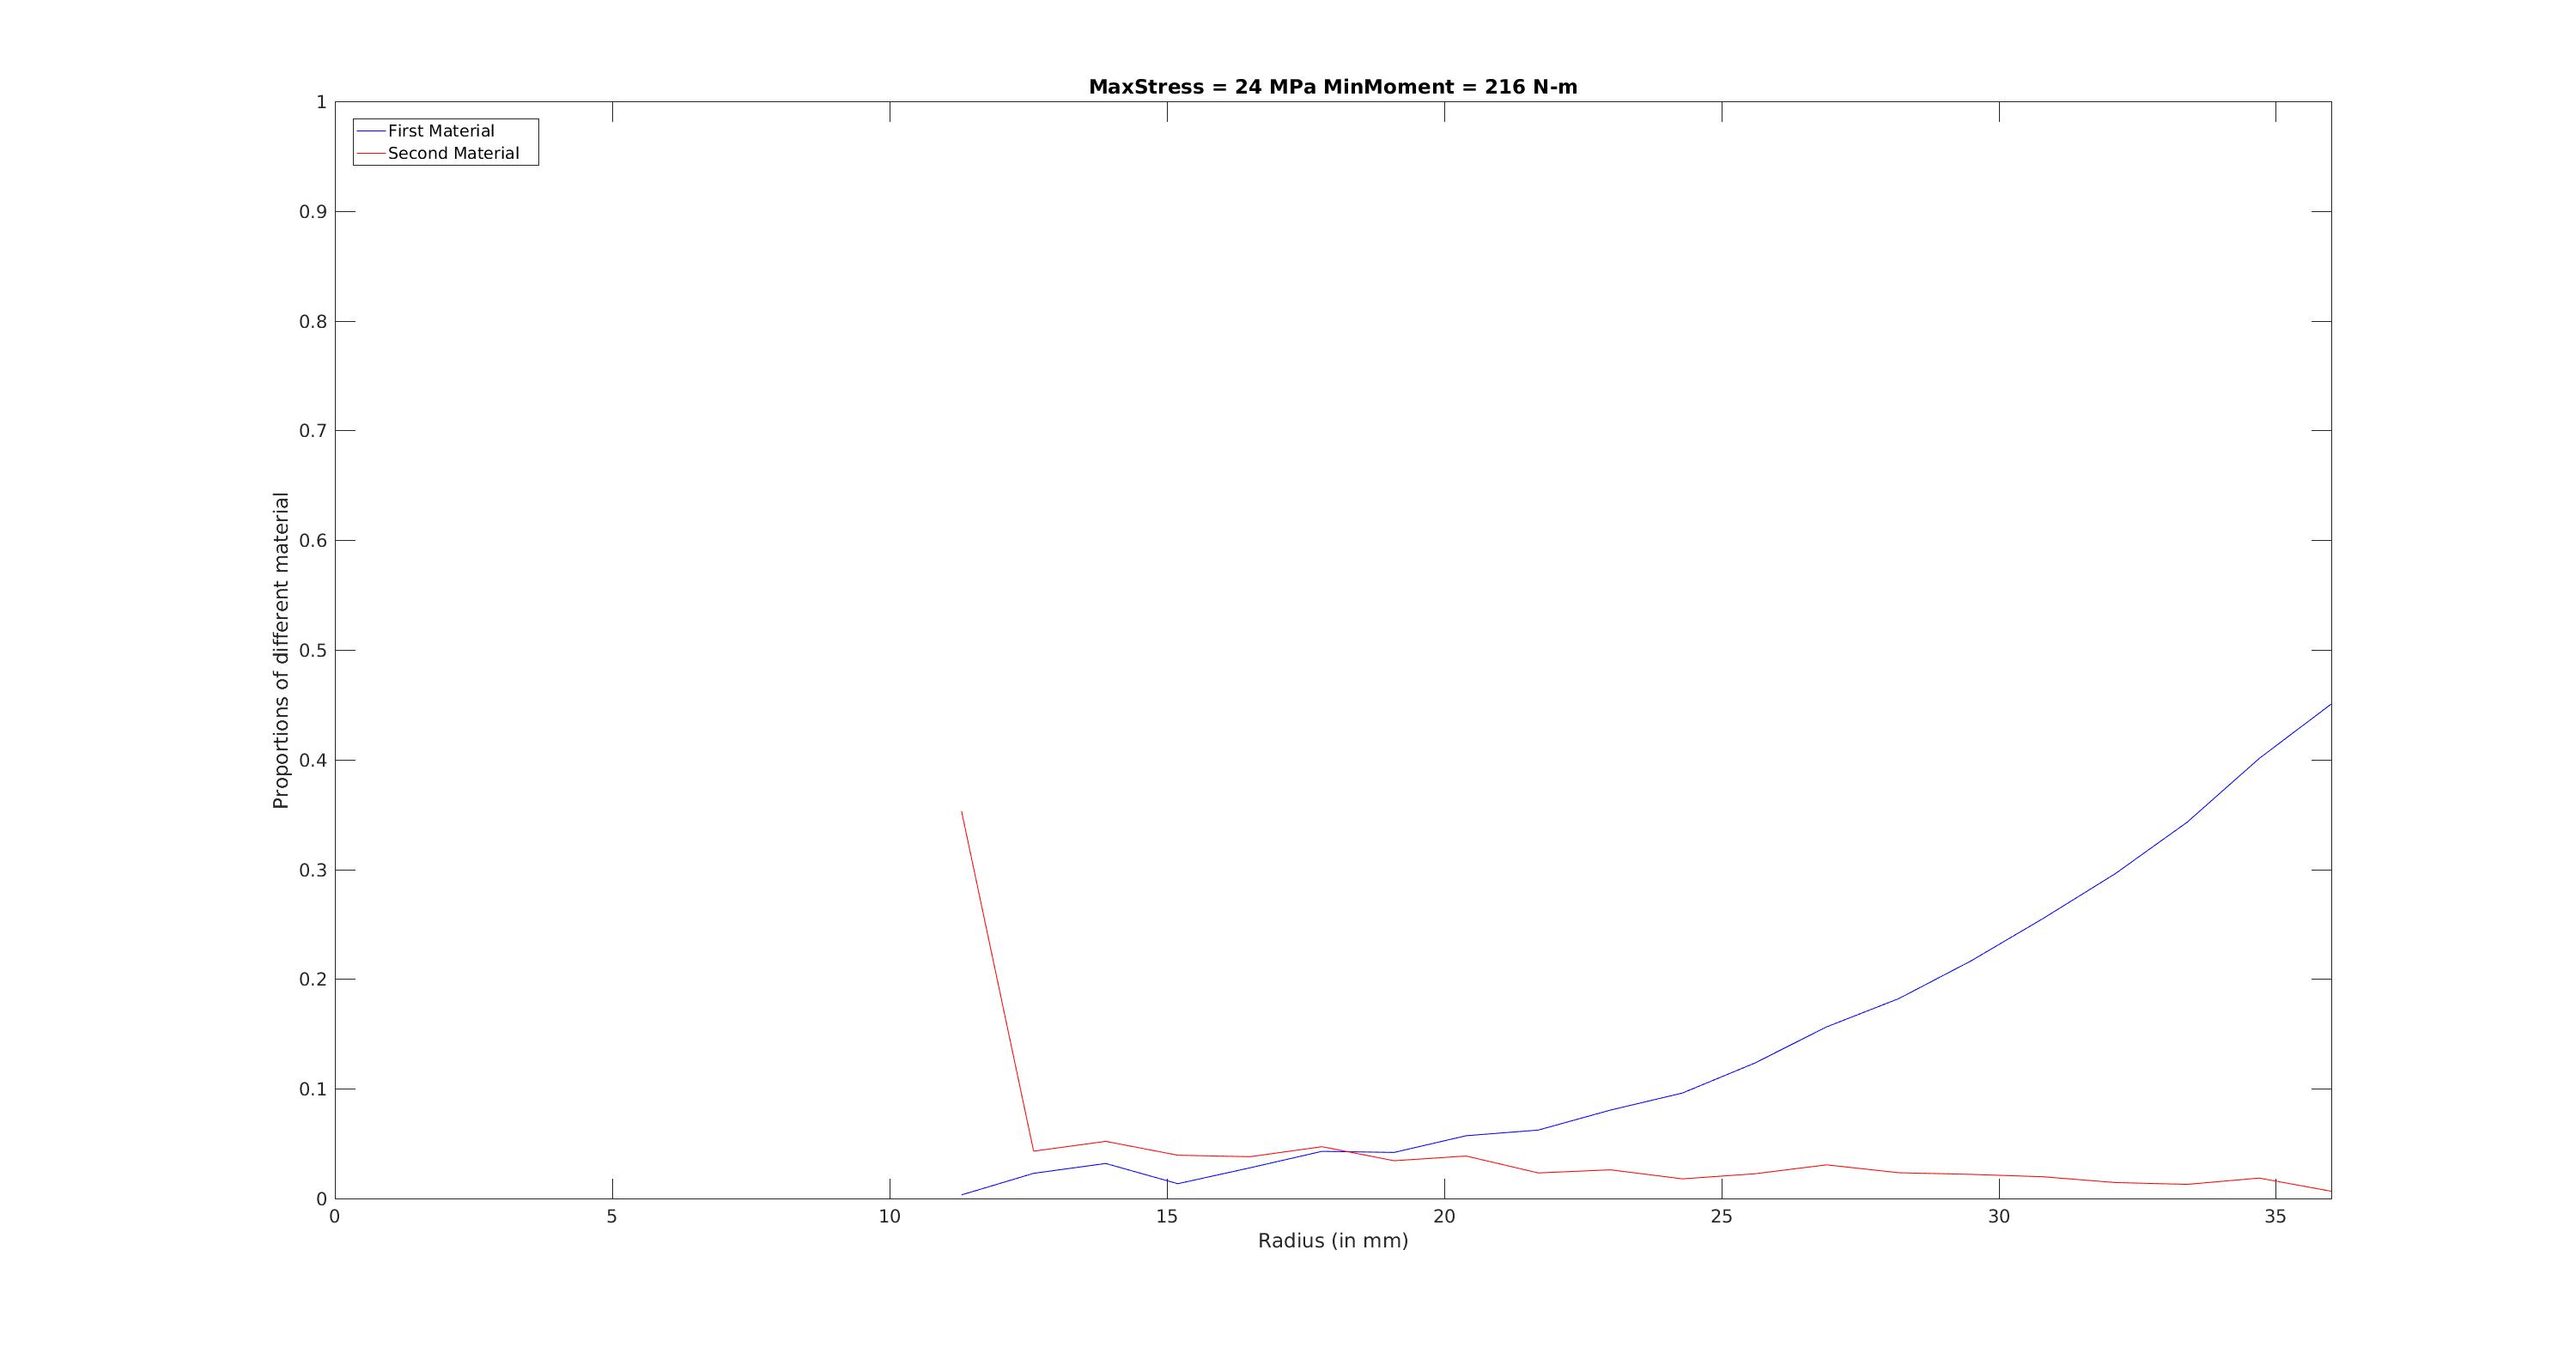 MaxStress = 24 MPa MinMoment = 216 N-m
First Material
Second Material
Proportions of different material
1
0.9
0.8
0.7
0.6
0.5
0.4
0.3
0.2
0.1
0
0 5 10 15 20 25 30 35
Radius (in mm)